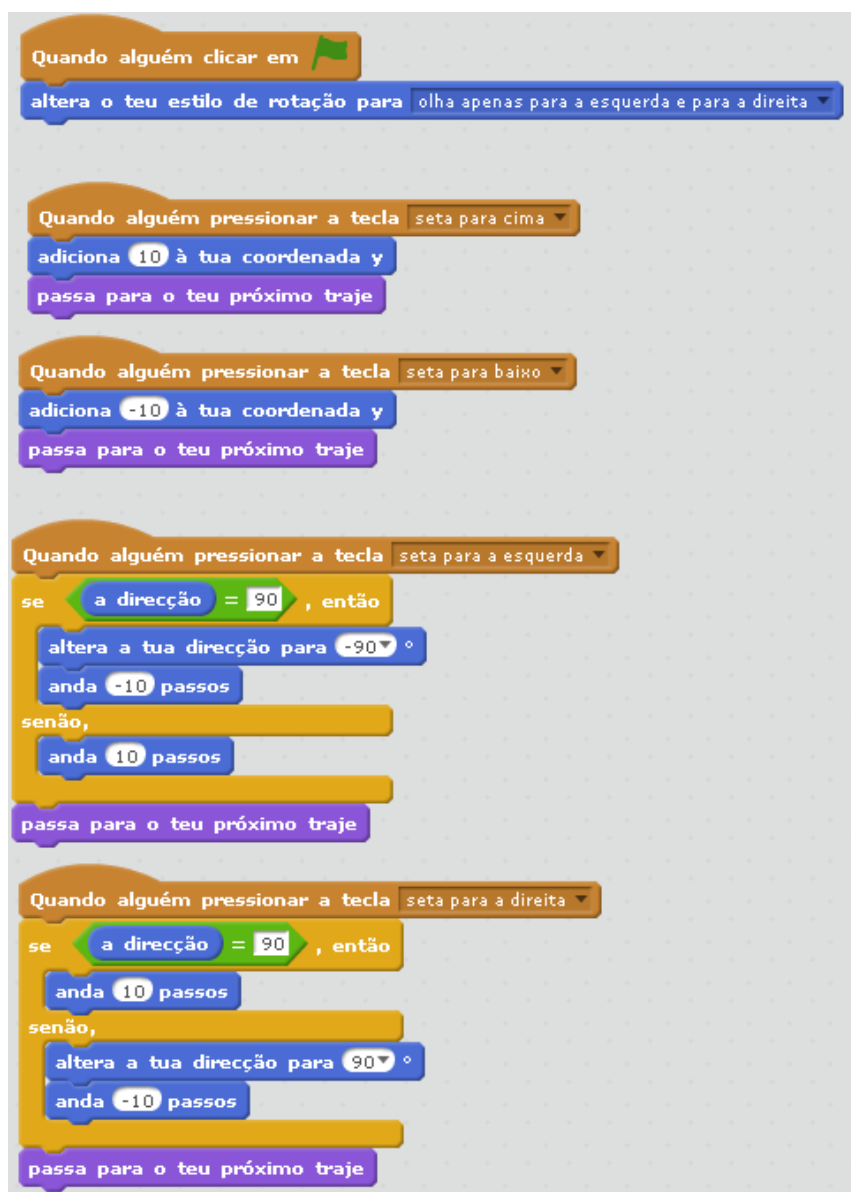 Quando alguém clicar em
altera o teu estilo de rotação para olha apenas para a esquerda e para a direita
Quando alguém pressionar a tecla seta para cima
adiciona 10 à tua coordenada y
passa para o teu próximo traje
Quando alguém pressionar a tecla seta para baixo
adiciona -10 à tua coordenada y
passa para o teu próximo traje
Quando alguém pressionar a tecla seta para a esquerda
se a direcção = 90 , então
altera a tua direcção para -90 °
anda -10 passos
senão,
anda 10 passos
passa para o teu próximo traje
Quando alguém pressionar a tecla seta para a direita
se a direcção = 90 , então
anda 10 passos
senão,
altera a tua direcção para 90 °
anda -10 passos
passa para o teu próximo traje